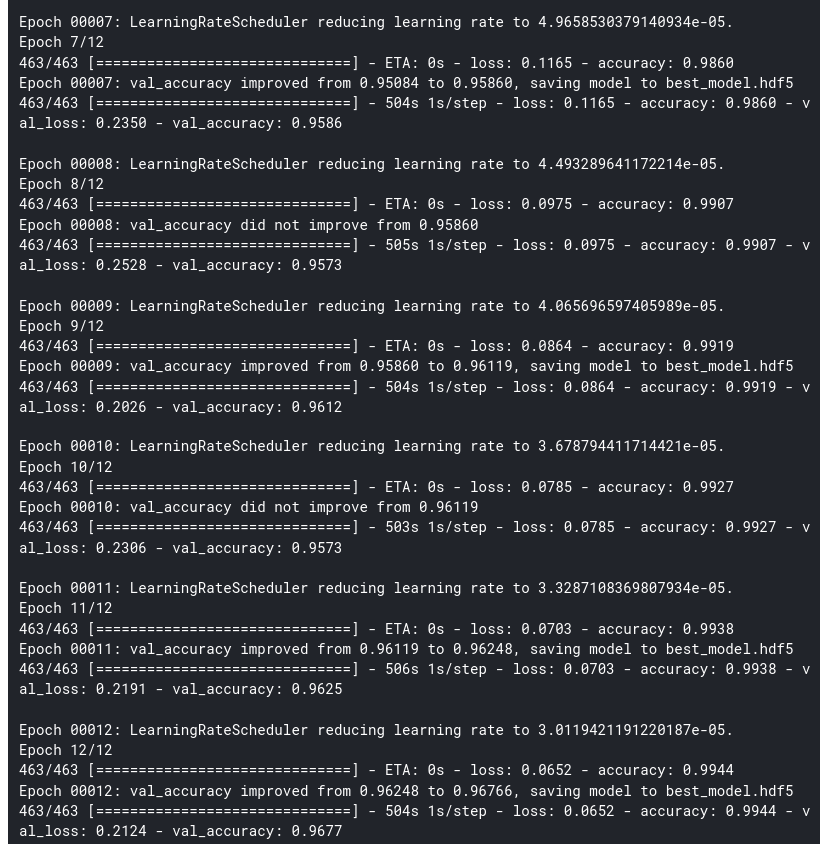 Epoch 00007: LearningRateScheduler reducing learning rate to 4.9658530379140934e-05.
Epoch 7/12
463/463 [==============================] - ETA: 0s - loss: 0.1165 - accuracy: 0.9860
Epoch 00007: val_accuracy improved from 0.95084 to 0.95860, saving model to best_model.hdf5
463/463 [==============================] - 504s 1s/step - loss: 0.1165 - accuracy: 0.9860 - v
al_loss: 0.2350 - val_accuracy: 0.9586
Epoch 00008: LearningRateScheduler reducing learning rate to 4.493289641172214e-05.
Epoch 8/12
463/463 [==============================] - ETA: 0s - loss: 0.0975 - accuracy: 0.9907
Epoch 00008: val_accuracy did not improve from 0.95860
463/463 [==============================] - 505s 1s/step - loss: 0.0975 - accuracy: 0.9907 - v
al_loss: 0.2528 - val_accuracy: 0.9573
Epoch 00009: LearningRateScheduler reducing learning rate to 4.065696597405989e-05.
Epoch 9/12
463/463 [==============================] - ETA: 0s - loss: 0.0864 - accuracy: 0.9919
Epoch 00009: val_accuracy improved from 0.95860 to 0.96119, saving model to best_model.hdf5
463/463 [==============================] - 504s 1s/step - loss: 0.0864 - accuracy: 0.9919 - v
al_loss: 0.2026 - val_accuracy: 0.9612
Epoch 00010: LearningRateScheduler reducing learning rate to 3.678794411714421e-05.
Epoch 10/12
463/463 [==============================] - ETA: 0s - loss: 0.0785 - accuracy: 0.9927
Epoch 00010: val_accuracy did not improve from 0.96119
463/463 [==============================] - 503s 1s/step - loss: 0.0785 - accuracy: 0.9927 - v
al_loss: 0.2306 - val_accuracy: 0.9573
Epoch 00011: LearningRateScheduler reducing learning rate to 3.3287108369807934e-05.
Epoch 11/12
463/463 [==============================] - ETA: 0s - loss: 0.0703 - accuracy: 0.9938
Epoch 00011: val_accuracy improved from 0.96119 to 0.96248, saving model to best_model.hdf5
463/463 [==============================] - 506s 1s/step - loss: 0.0703 - accuracy: 0.9938 - v
al_loss: 0.2191 - val_accuracy: 0.9625
Epoch 00012: LearningRateScheduler reducing learning rate to 3.0119421191220187e-05.
Epoch 12/12
463/463 [==============================] - ETA: 0s - loss: 0.0652 - accuracy: 0.9944
Epoch 00012: val_accuracy improved from 0.96248 to 0.96766, saving model to best_model.hdf5
463/463 [==============================] - 504s 1s/step - loss: 0.0652 - accuracy: 0.9944 - v
al_loss: 0.2124 - val_accuracy: 0.9677